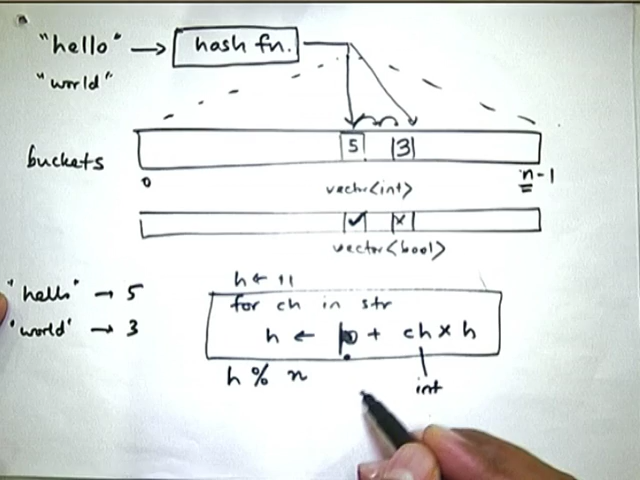 "hello" → hash fn.
"world"
buckets
5 |3|
0
n-1
vector<int>
✓ x
vector<bool>
"hello" → 5
"world" → 3
h ← 11
for ch in str
h ← + ch × h
h % n
int